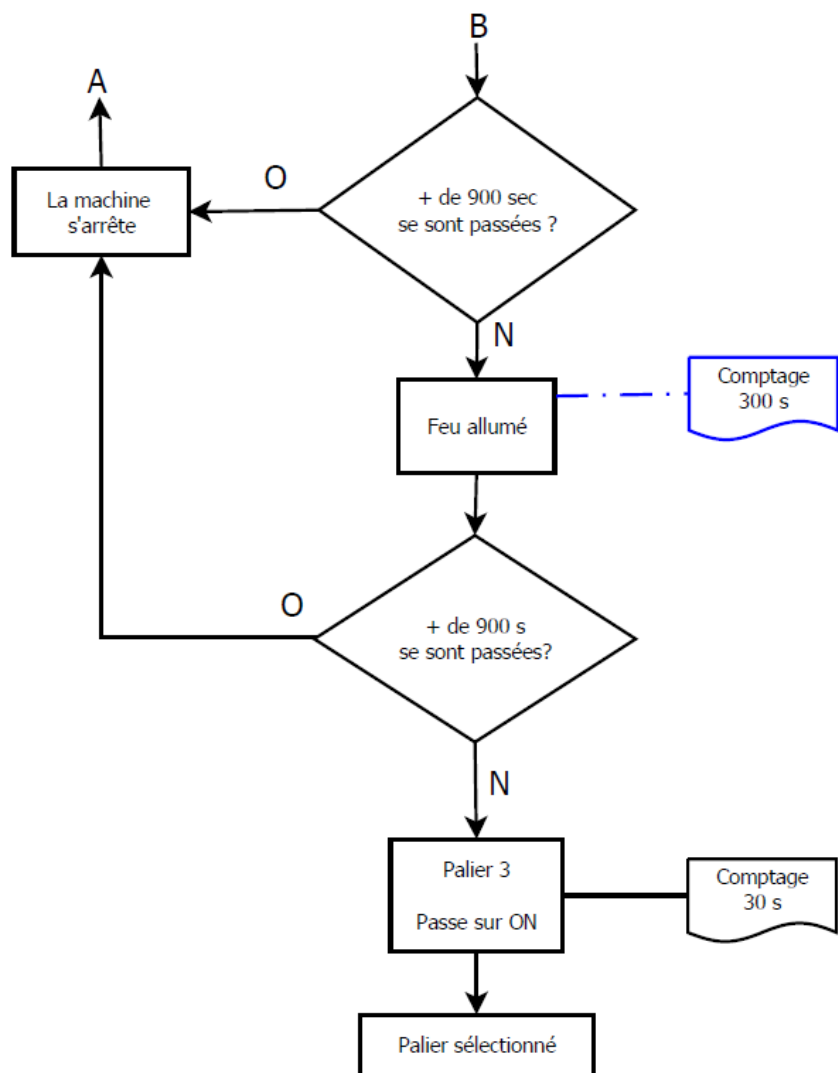 B
A
O
+ de 900 sec
se sont passées ?
La machine
s'arrête
N
Comptage
300 s
Feu allumé
O
+ de 900 s
se sont passées?
N
Palier 3
Passe sur ON
Comptage
30 s
Palier sélectionné